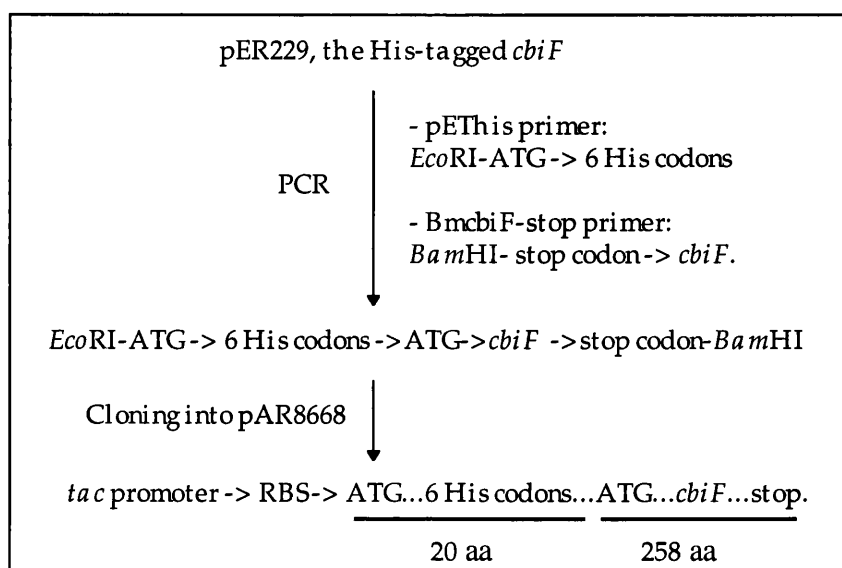 pER229, the His-tagged cbiF
- pEThis primer:
EcoRI-ATG-> 6 His codons
PCR
- BmcbiF-stop primer:
BamHI- stop codon-> cbiF.
EcoRI-ATG-> 6 His codons->ATG->cbiF ->stop codon-BamHI
Cloning into pAR8668
tac promoter -> RBS-> ATG...6 His codons...ATG...cbiF...stop.
20 aa 258 aa